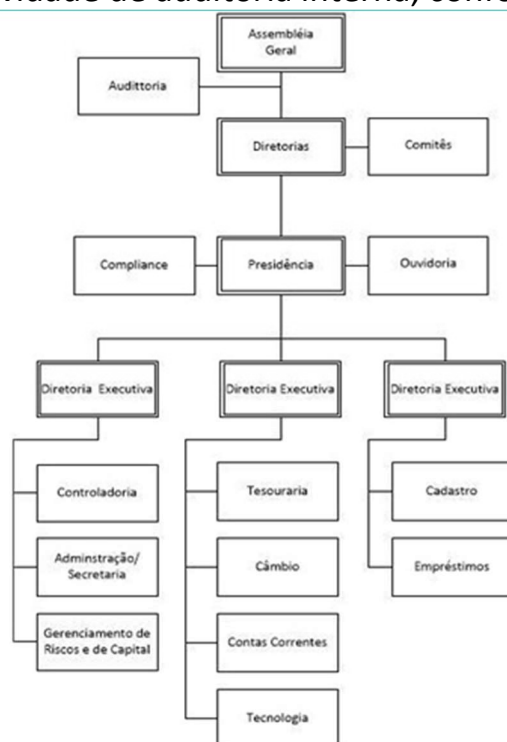 Assembléia
Geral
Audittoria
Diretorias
Comitês
Compliance
Presidência
Ouvidoria
Diretoria Executiva
Diretoria Executiva
Diretoria Executiva
Controladoria
Tesouraria
Cadastro
Adminstração/
Secretaria
Câmbio
Empréstimos
Gerenciamento de
Riscos e de Capital
Contas Correntes
Tecnologia